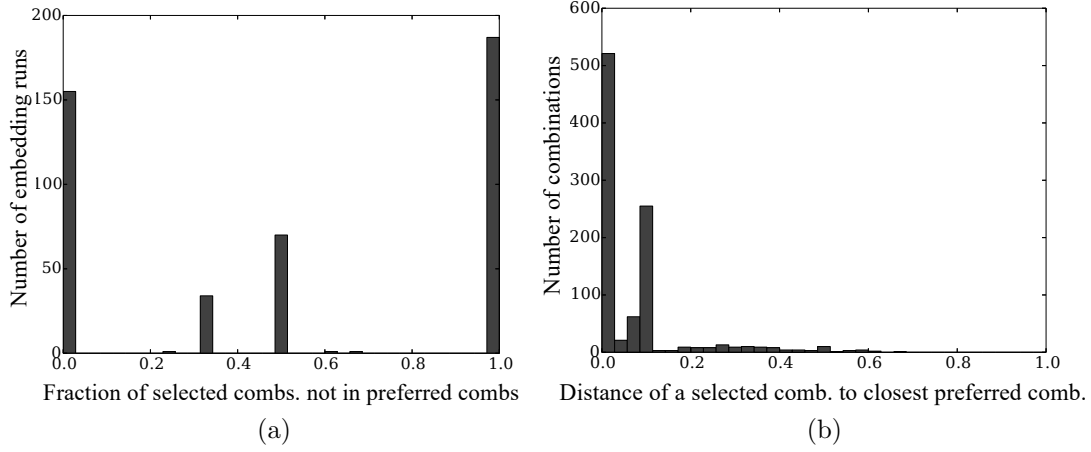 200
150
100
50
0
0.0 0.2 0.4 0.6 0.8 1.0
Number of embedding runs
Fraction of selected combs. not in preferred combs
(a)
600
500
400
300
200
100
0
0.0 0.2 0.4 0.6 0.8 1.0
Number of combinations
Distance of a selected comb. to closest preferred comb.
(b)